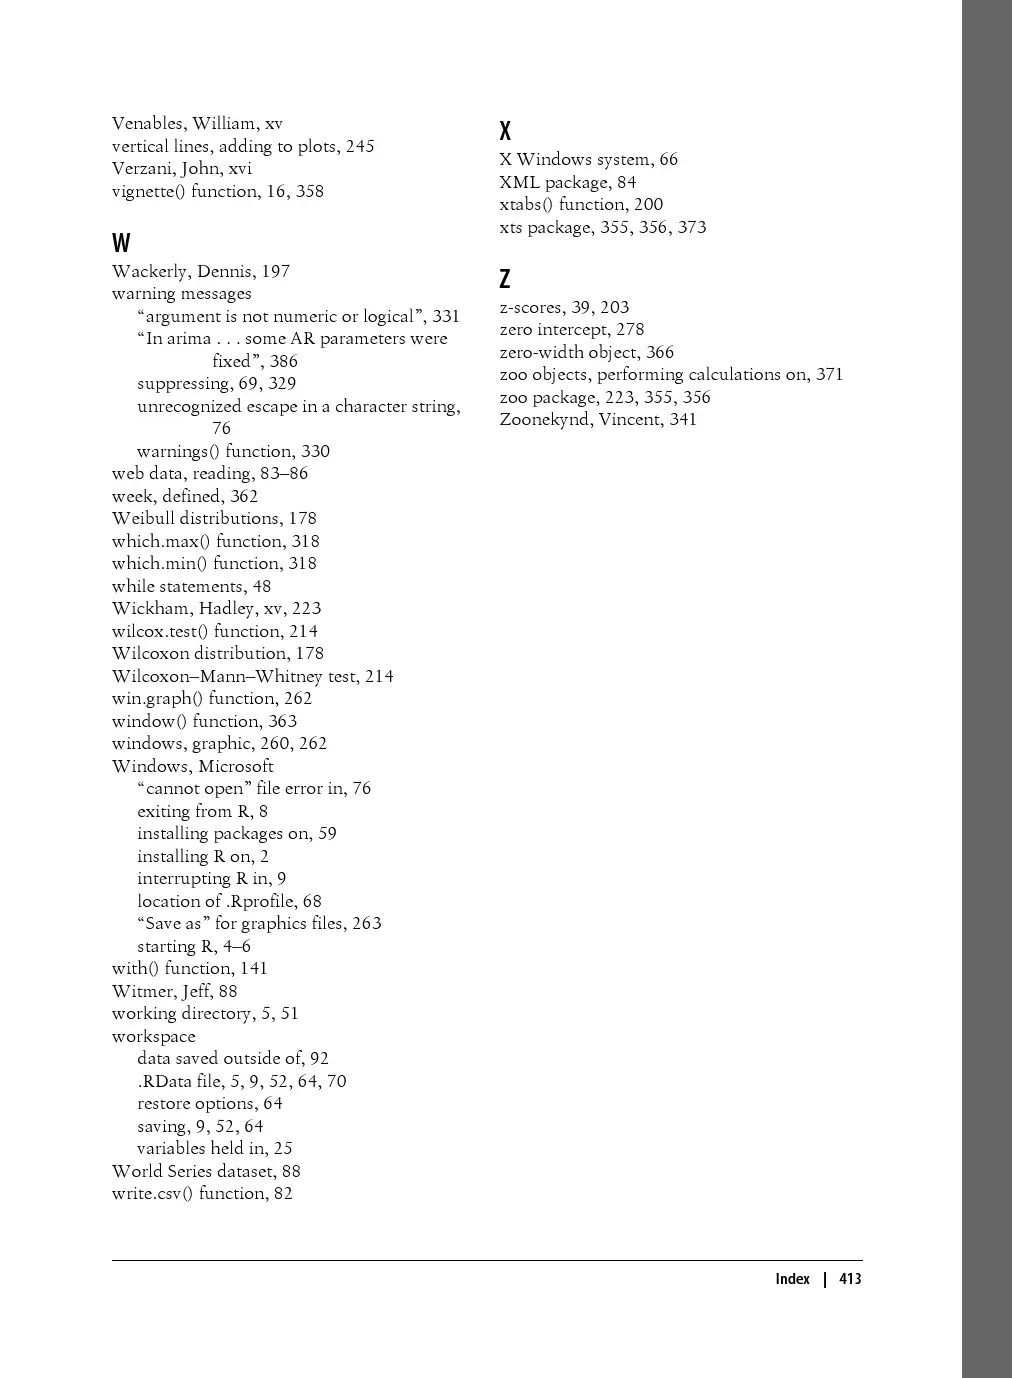 Venables, William, xv
vertical lines, adding to plots, 245
Verzani, John, xvi
vignette() function, 16, 358
W
Wackerly, Dennis, 197
warning messages
“argument is not numeric or logical”, 331
“In arima . . . some AR parameters were
fixed”, 386
suppressing, 69, 329
unrecognized escape in a character string,
76
warnings() function, 330
web data, reading, 83–86
week, defined, 362
Weibull distributions, 178
which.max() function, 318
which.min() function, 318
while statements, 48
Wickham, Hadley, xv, 223
wilcox.test() function, 214
Wilcoxon distribution, 178
Wilcoxon–Mann–Whitney test, 214
win.graph() function, 262
window() function, 363
windows, graphic, 260, 262
Windows, Microsoft
“cannot open” file error in, 76
exiting from R, 8
installing packages on, 59
installing R on, 2
interrupting R in, 9
location of .Rprofile, 68
“Save as” for graphics files, 263
starting R, 4–6
with() function, 141
Witmer, Jeff, 88
working directory, 5, 51
workspace
data saved outside of, 92
.RData file, 5, 9, 52, 64, 70
restore options, 64
saving, 9, 52, 64
variables held in, 25
World Series dataset, 88
write.csv() function, 82
X
X Windows system, 66
XML package, 84
xtabs() function, 200
xts package, 355, 356, 373
Z
z-scores, 39, 203
zero intercept, 278
zero-width object, 366
zoo objects, performing calculations on, 371
zoo package, 223, 355, 356
Zoonekynd, Vincent, 341
Index | 413